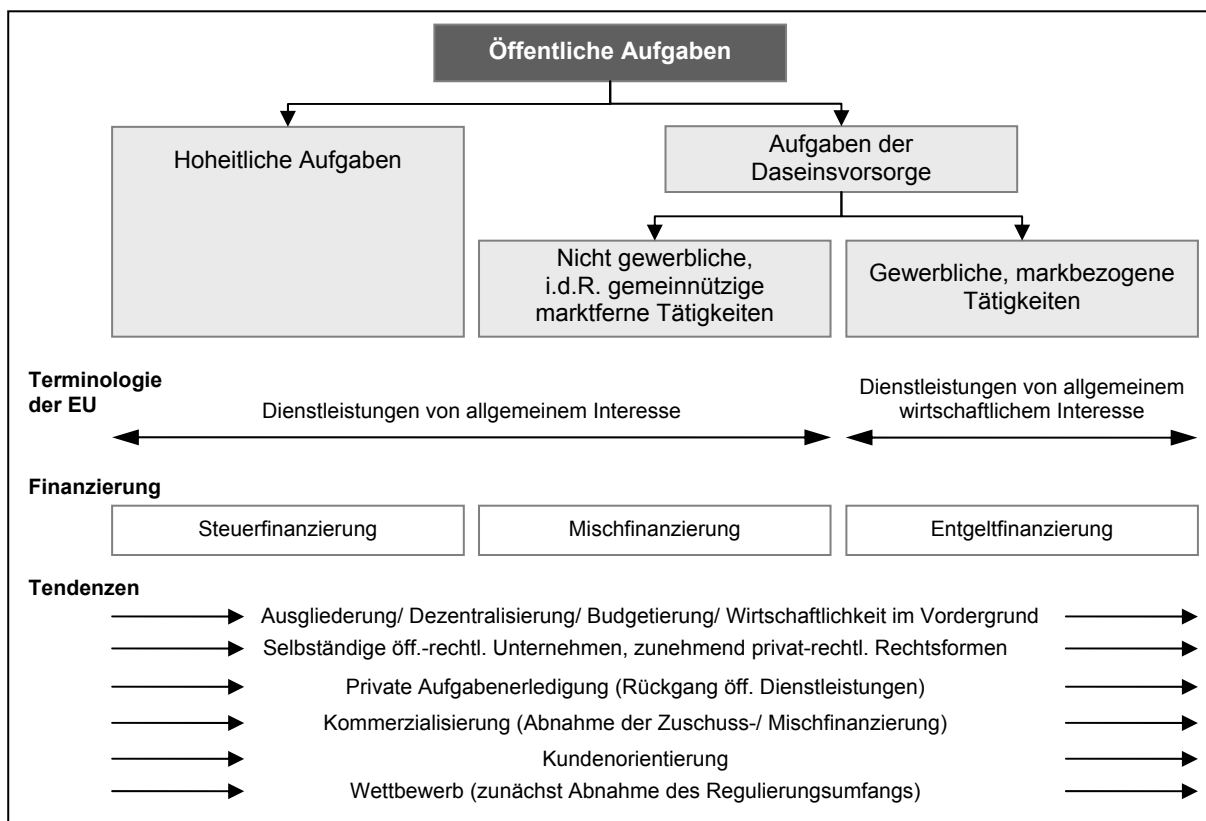 Öffentliche Aufgaben
Hoheitliche Aufgaben
Aufgaben der
Daseinsvorsorge
Nicht gewerbliche,
i.d.R. gemeinnützige
marktferne Tätigkeiten
Gewerbliche, markbezogene
Tätigkeiten
Terminologie
der EU
Dienstleistungen von allgemeinem Interesse
Dienstleistungen von allgemeinem
wirtschaftlichem Interesse
Finanzierung
Steuerfinanzierung
Mischfinanzierung
Entgeltfinanzierung
Tendenzen
Ausgliederung/ Dezentralisierung/ Budgetierung/ Wirtschaftlichkeit im Vordergrund
Selbständige öff.-rechtl. Unternehmen, zunehmend privat-rechtl. Rechtsformen
Private Aufgabenerledigung (Rückgang öff. Dienstleistungen)
Kommerzialisierung (Abnahme der Zuschuss-/ Mischfinanzierung)
Kundenorientierung
Wettbewerb (zunächst Abnahme des Regulierungsumfangs)